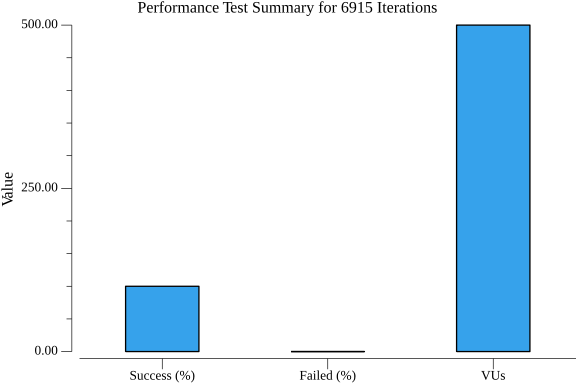 Performance Test Summary for 6915 Iterations
500.00
250.00
0.00
Value
Success (%)
Failed (%)
VUs